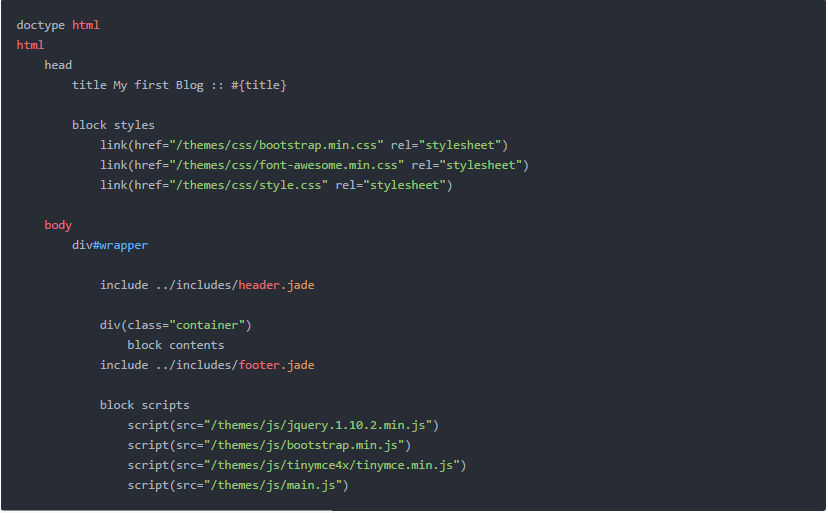 doctype html
html
head
title My first Blog :: #{title}
block styles
link(href="/themes/css/bootstrap.min.css" rel="stylesheet")
link(href="/themes/css/font-awesome.min.css" rel="stylesheet")
link(href="/themes/css/style.css" rel="stylesheet")
body
div#wrapper
include ../includes/header.jade
div(class="container")
block contents
include ../includes/footer.jade
block scripts
script(src="/themes/js/jquery.1.10.2.min.js")
script(src="/themes/js/bootstrap.min.js")
script(src="/themes/js/tinymce4x/tinymce.min.js")
script(src="/themes/js/main.js")